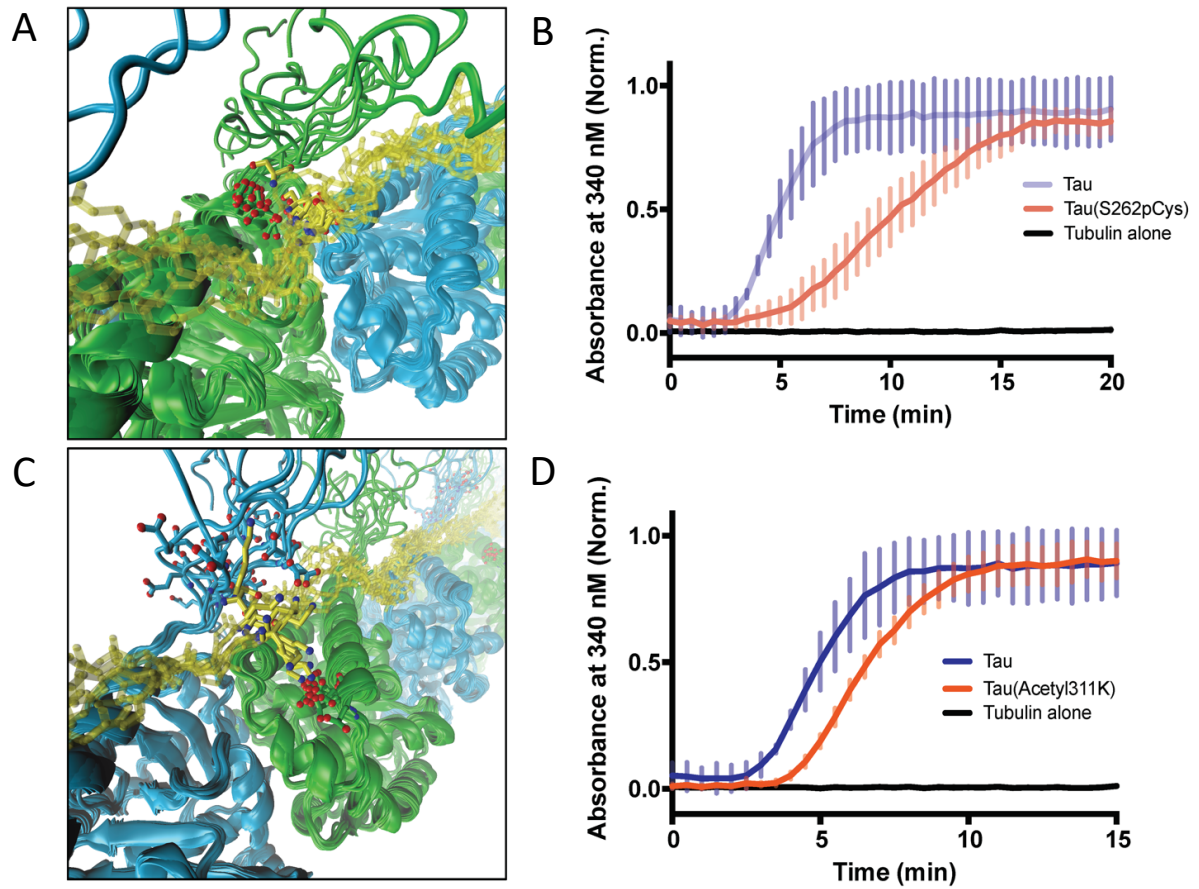 A
B
Absorbance at 340 nM (Norm.)
1.0
0.5
0.0
Tau
Tau(S262pCys)
Tubulin alone
0
5
10
15
20
Time (min)
C
D
Absorbance at 340 nM (Norm.)
1.0
0.5
0.0
Tau
Tau(Acetyl311K)
Tubulin alone
0
5
10
15
Time (min)